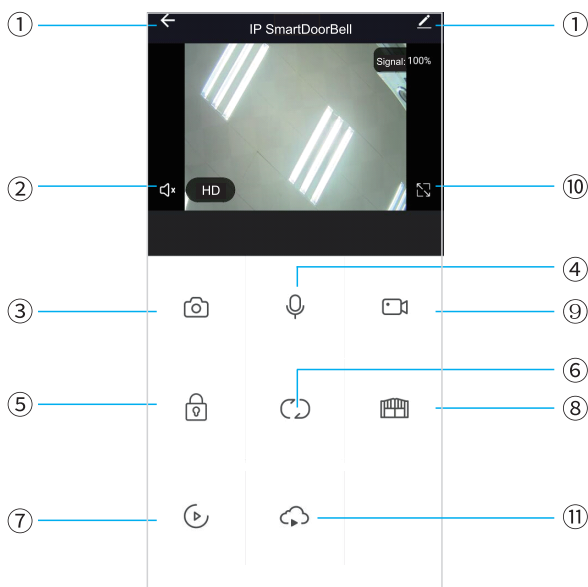 ① IP SmartDoorBell ①
Signal: 100%
② HD ⑩
④
③ ⑨
⑥
⑤ ⑧
⑦ ⑪